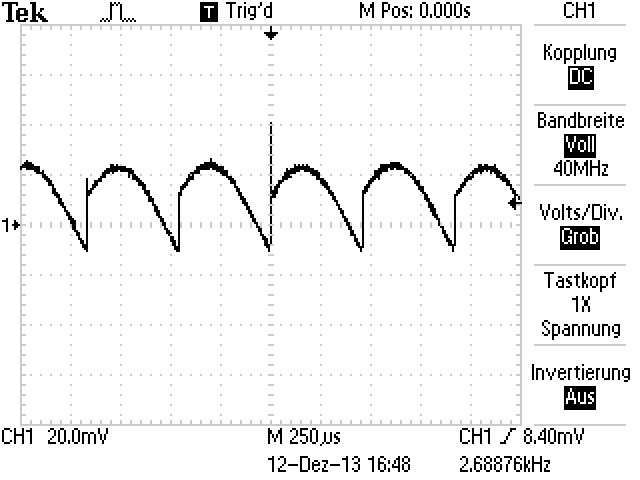 Tek T Trig'd M Pos: 0.000s CH1
Kopplung
DC
Bandbreite
Voll
40MHz
Volts/Div.
Grob
1
Tastkopf
1X
Spannung
Invertierung
Aus
CH1 20.0mV M 250µs CH1 8.40mV
12-Dez-13 16:48 2.68876kHz